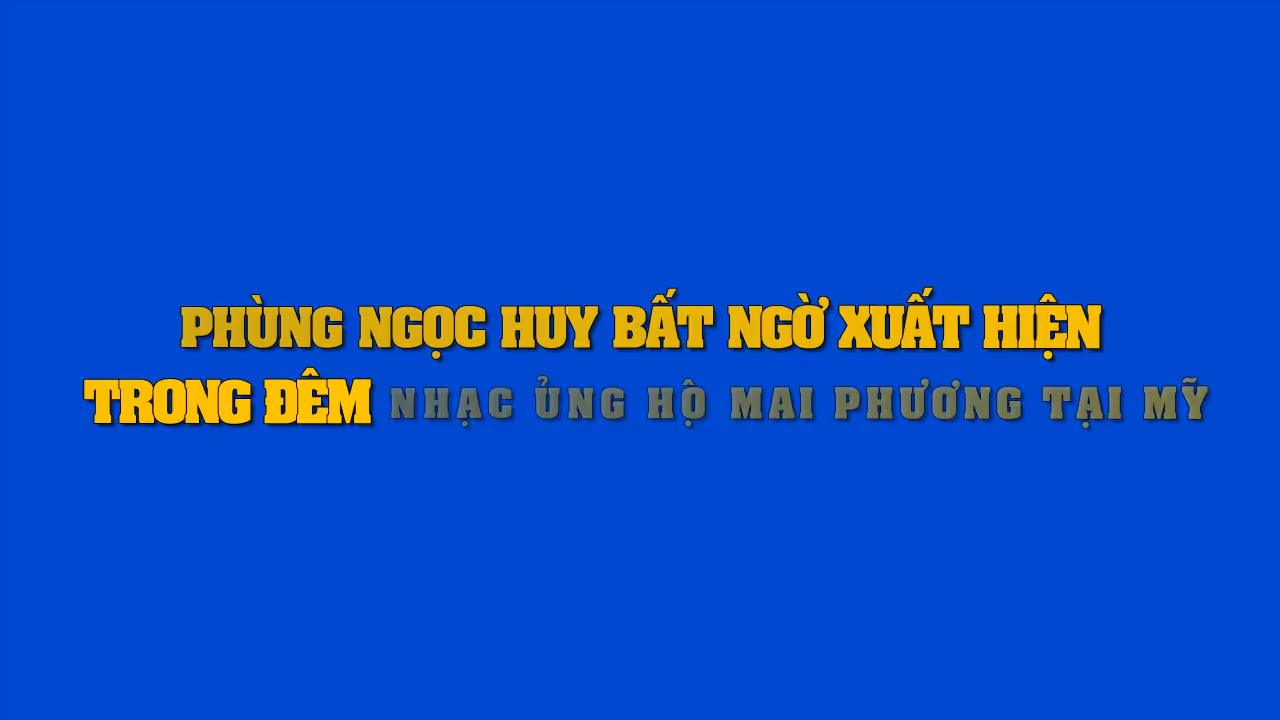 PHÙNG NGỌC HUY BẤT NGỜ XUẤT HIỆN
TRONG ĐÊM NHẠC ỦNG HỘ MAI PHƯƠNG TẠI MỸ